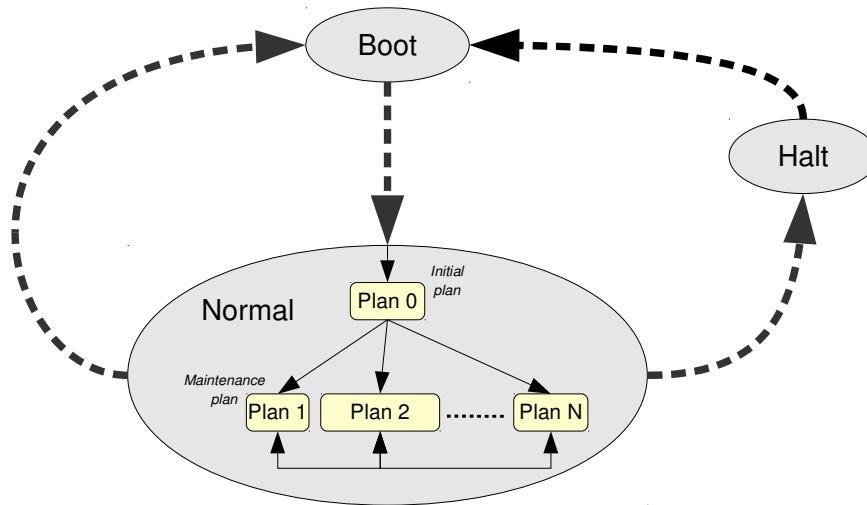 Boot
Halt
Normal
Initial
plan
Plan 0
Maintenance
plan
Plan 1
Plan 2
Plan N